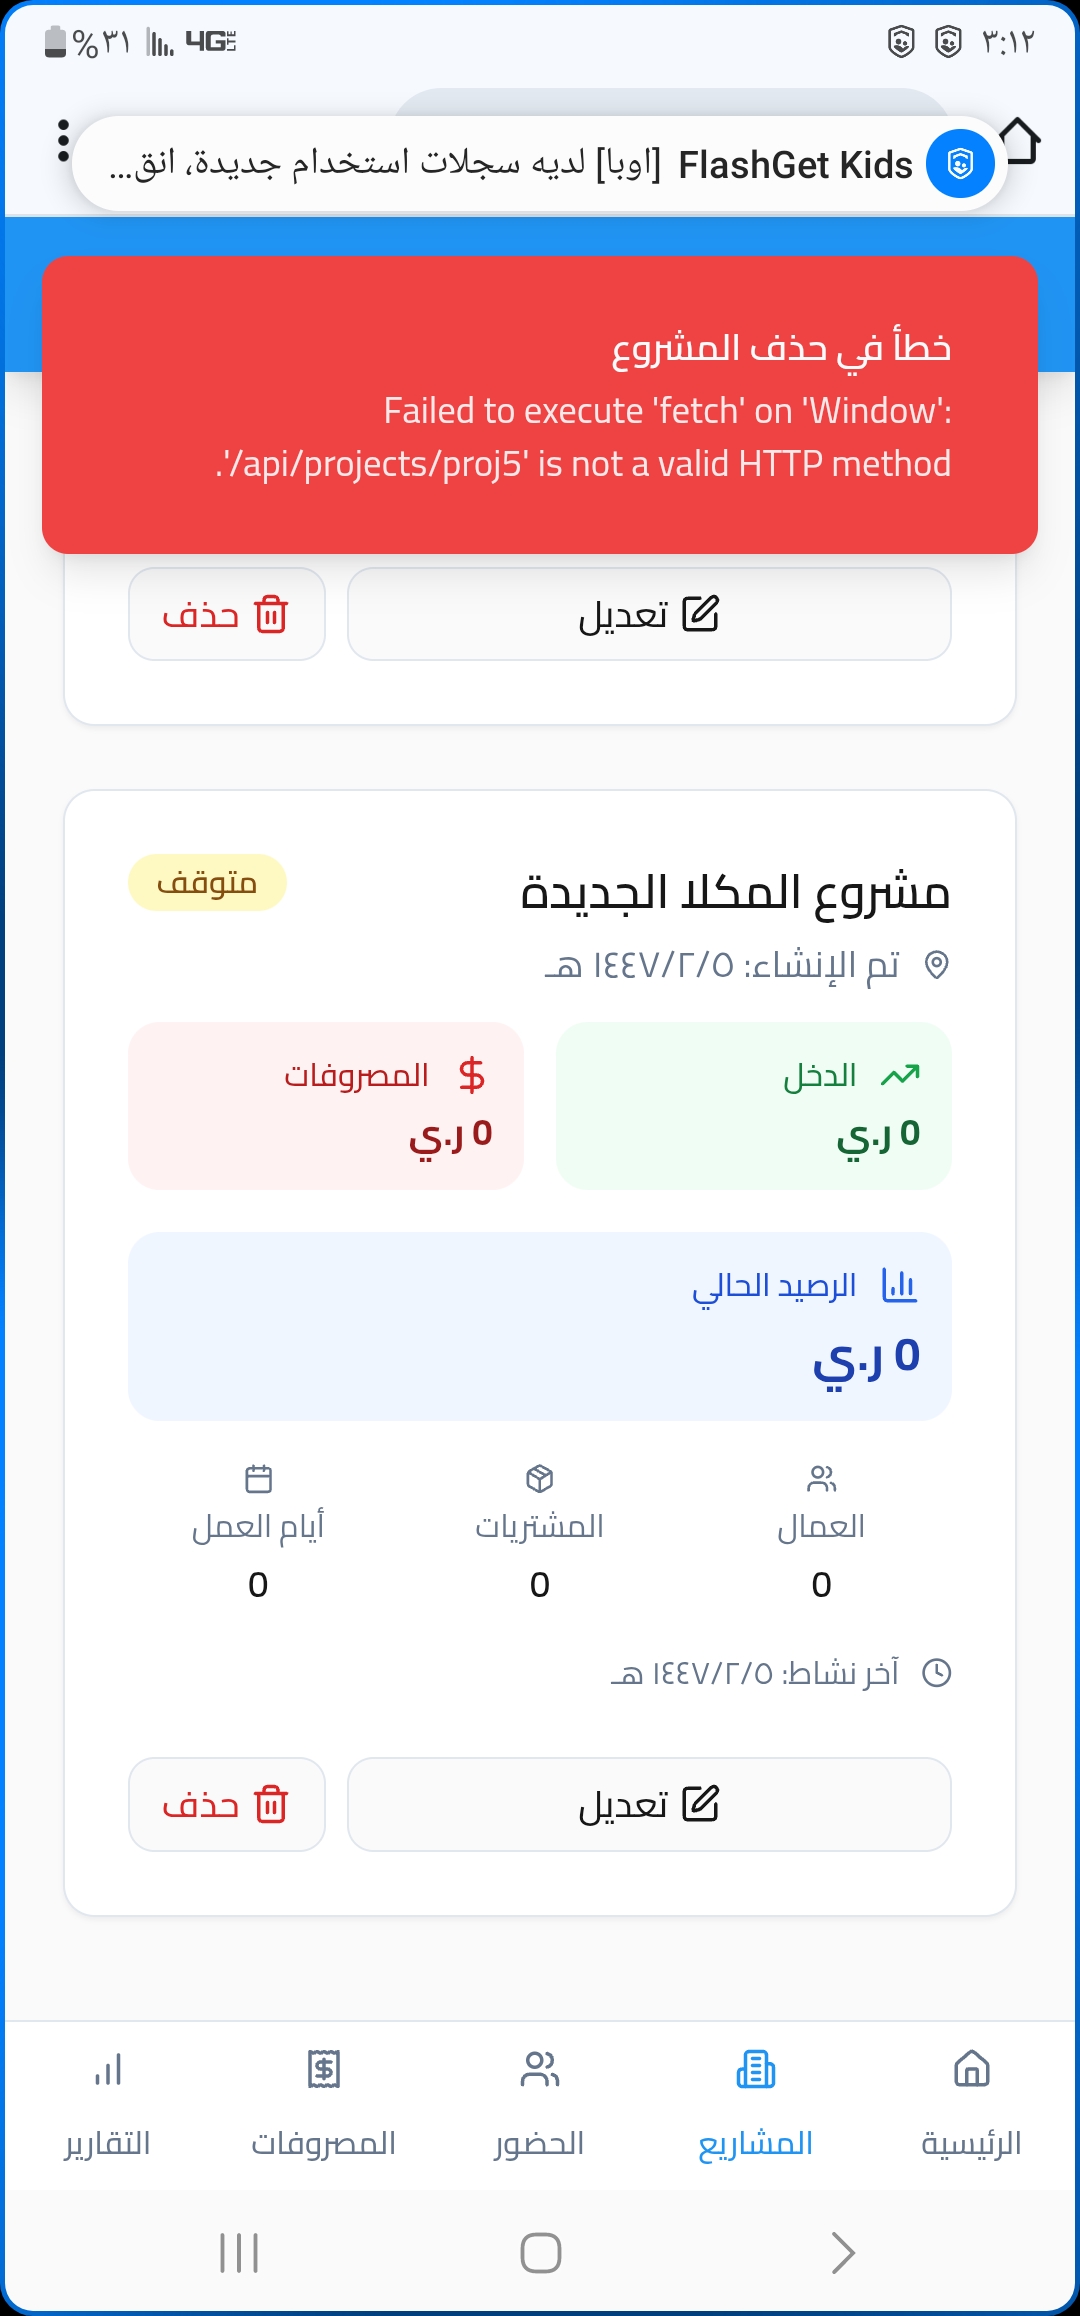 ٣:١٢
4G LTE
%٣١
FlashGet Kids [اوبا] لديه سجلات استخدام جديدة، انق...
خطأ في حذف المشروع
Failed to execute 'fetch' on 'Window':
'/api/projects/proj5' is not a valid HTTP method.
تعديل
حذف
مشروع المكلا الجديدة
متوقف
تم الإنشاء: ١٤٤٧/٢/٥ هـ
الدخل
0 ر.ي
المصروفات
0 ر.ي
الرصيد الحالي
0 ر.ي
العمال
0
المشتريات
0
أيام العمل
0
آخر نشاط: ١٤٤٧/٢/٥ هـ
تعديل
حذف
الرئيسية
المشاريع
الحضور
المصروفات
التقارير